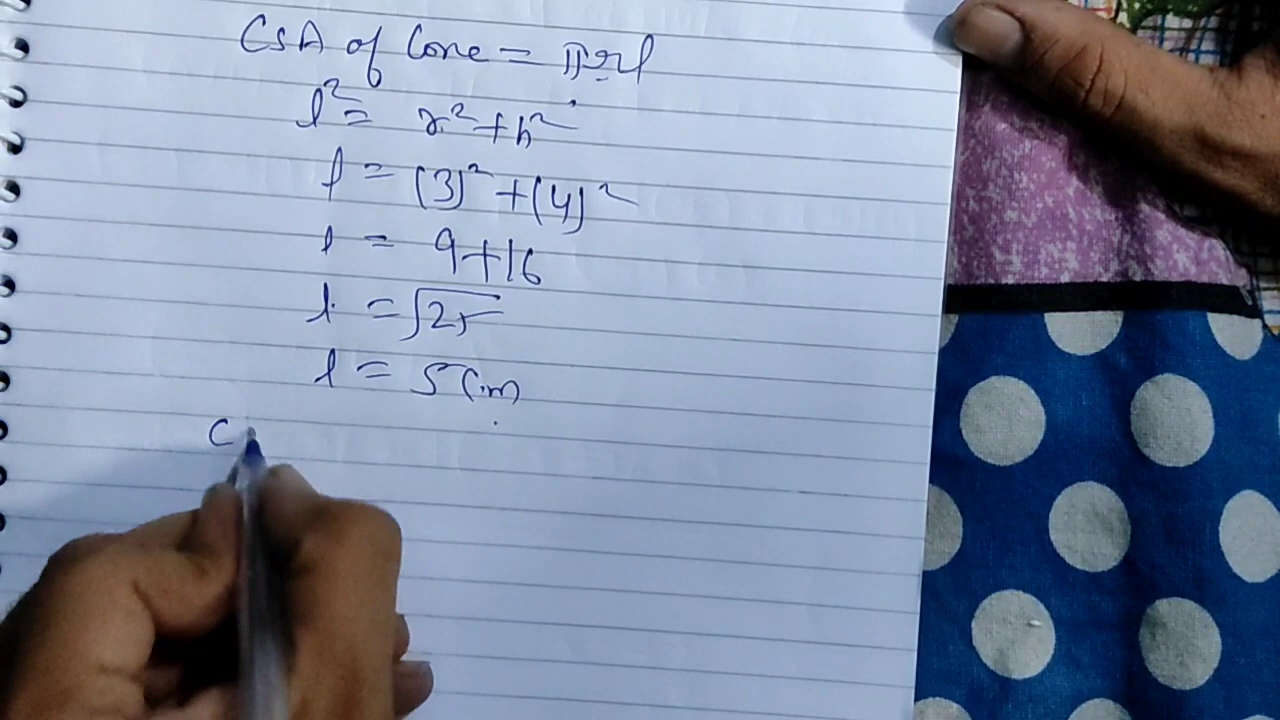 CSA of Cone = πrl
l² = r² + h²
l = (3)² + (4)²
l = 9+16
l = √25
l = 5 cm
C